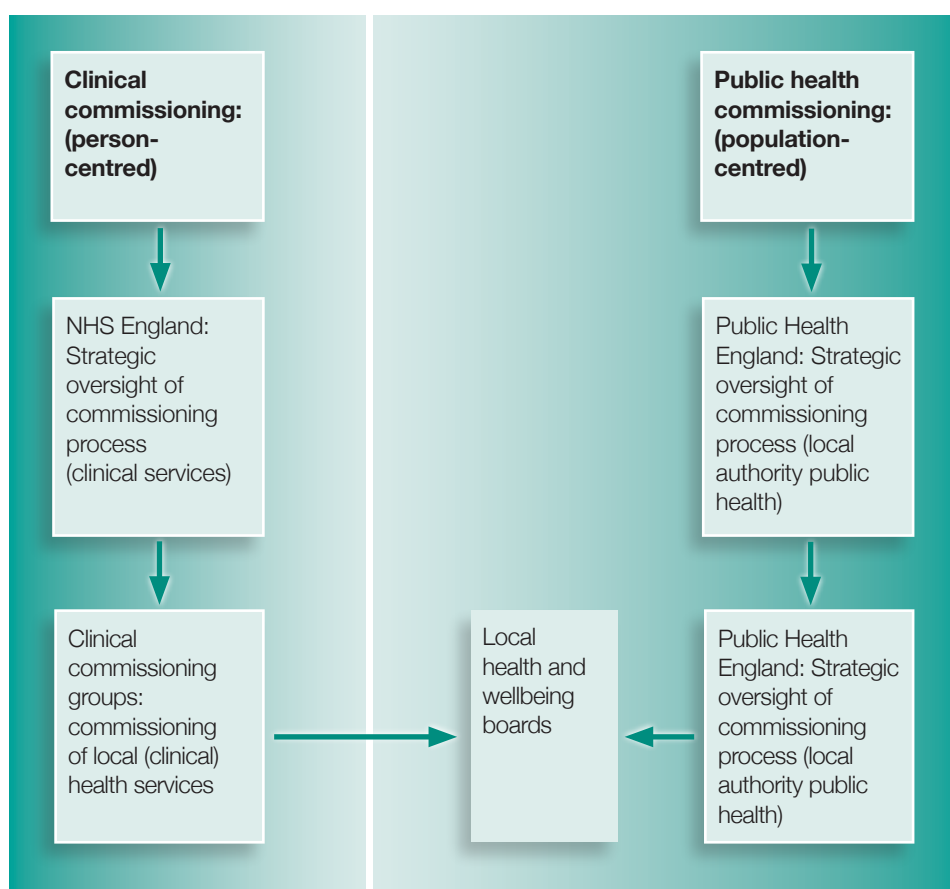 Clinical
commissioning:
(person-
centred)
NHS England:
Strategic
oversight of
commissioning
process
(clinical services)
Clinical
commissioning
groups:
commissioning
of local (clinical)
health services
Local
health and
wellbeing
boards
Public health
commissioning:
(population-
centred)
Public Health
England: Strategic
oversight of
commissioning
process (local
authority public
health)
Public Health
England: Strategic
oversight of
commissioning
process (local
authority public
health)